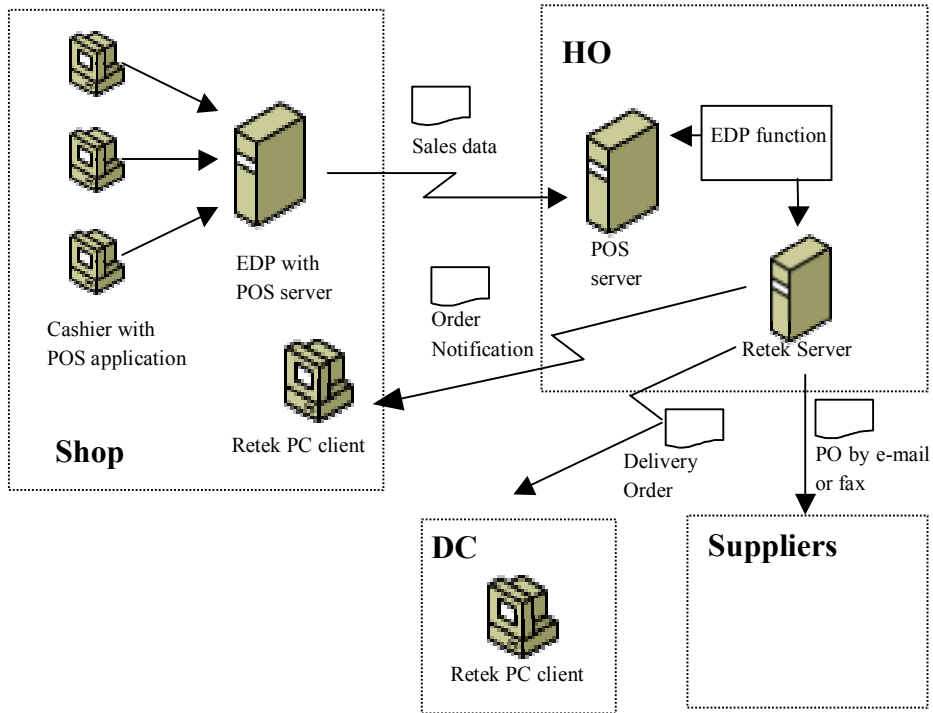 HO
EDP function
Sales data
EDP with
POS server
POS
server
Cashier with
POS application
Order
Notification
Retek Server
Shop
Retek PC client
Delivery
Order
PO by e-mail
or fax
DC
Suppliers
Retek PC client